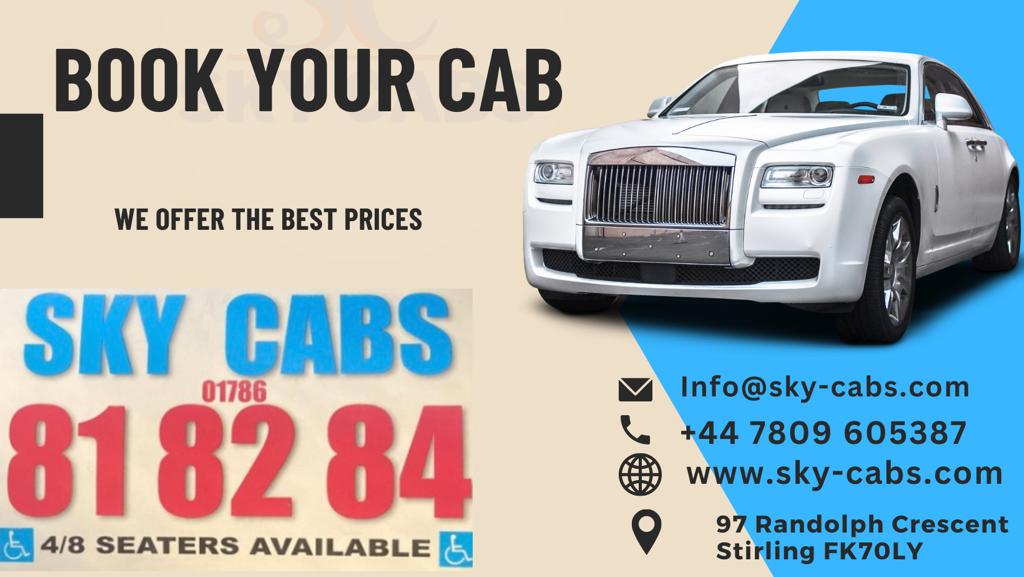 BOOK YOUR CAB
WE OFFER THE BEST PRICES
SKY CABS
01786
81 82 84
4/8 SEATERS AVAILABLE
Info@sky-cabs.com
+44 7809 605387
www.sky-cabs.com
97 Randolph Crescent
Stirling FK70LY